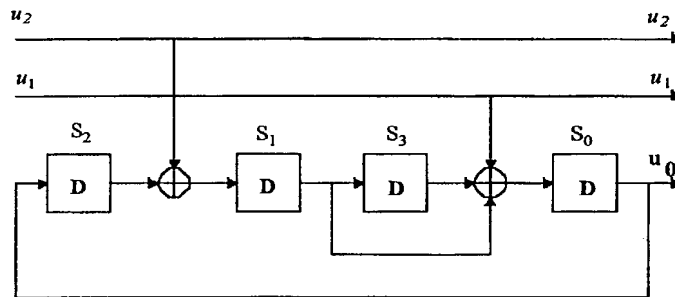 u₂ u₂
u₁ u₁
S₂ S₁ S₃ S₀
D D D D u₀